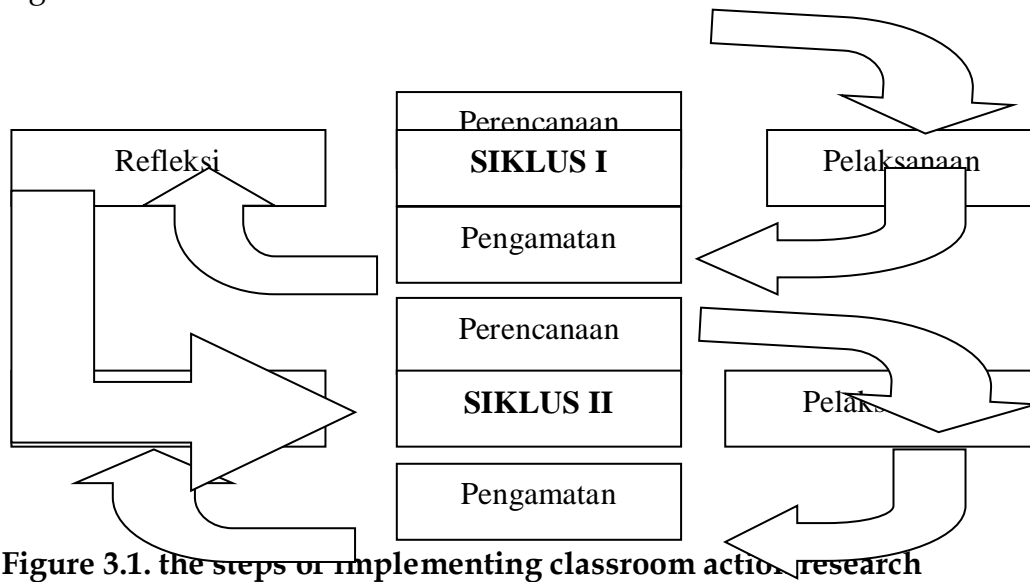 Perencanaan
Refleksi
SIKLUS I
Pelaksanaan
Pengamatan
Perencanaan
SIKLUS II
Pengamatan
Figure 3.1. the steps of implementing classroom action research